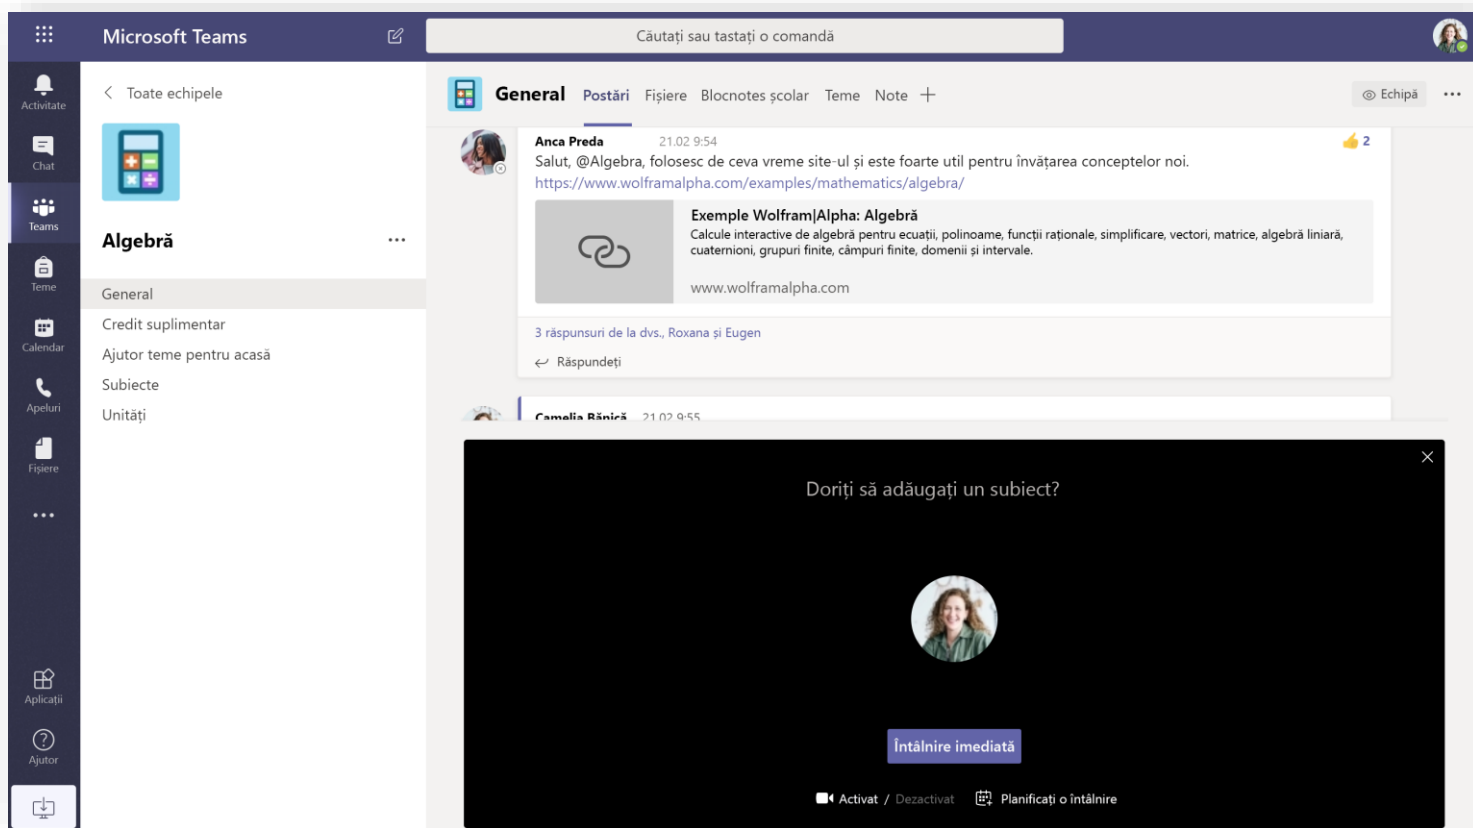 Microsoft Teams
Căutați sau tastați o comandă
Activitate
Chat
Teams
Teme
Calendar
Apeluri
Fișiere
Aplicații
Ajutor
Toate echipele
Algebră
General
Credit suplimentar
Ajutor teme pentru acasă
Subiecte
Unități
General Postări Fișiere Blocnotes școlar Teme Note
Echipă
Anca Preda 21.02 9:54
2
Salut, @Algebra, folosesc de ceva vreme site-ul și este foarte util pentru învățarea conceptelor noi.
https://www.wolframalpha.com/examples/mathematics/algebra/
Exemple Wolfram|Alpha: Algebră
Calcule interactive de algebră pentru ecuații, polinoame, funcții raționale, simplificare, vectori, matrice, algebră liniară,
cuaternioni, grupuri finite, câmpuri finite, domenii și intervale.
www.wolframalpha.com
3 răspunsuri de la dvs., Roxana și Eugen
Răspundeți
Camelia Bănică 21.02 9:55
Doriți să adăugați un subiect?
Întâlnire imediată
Activat / Dezactivat Planificați o întâlnire